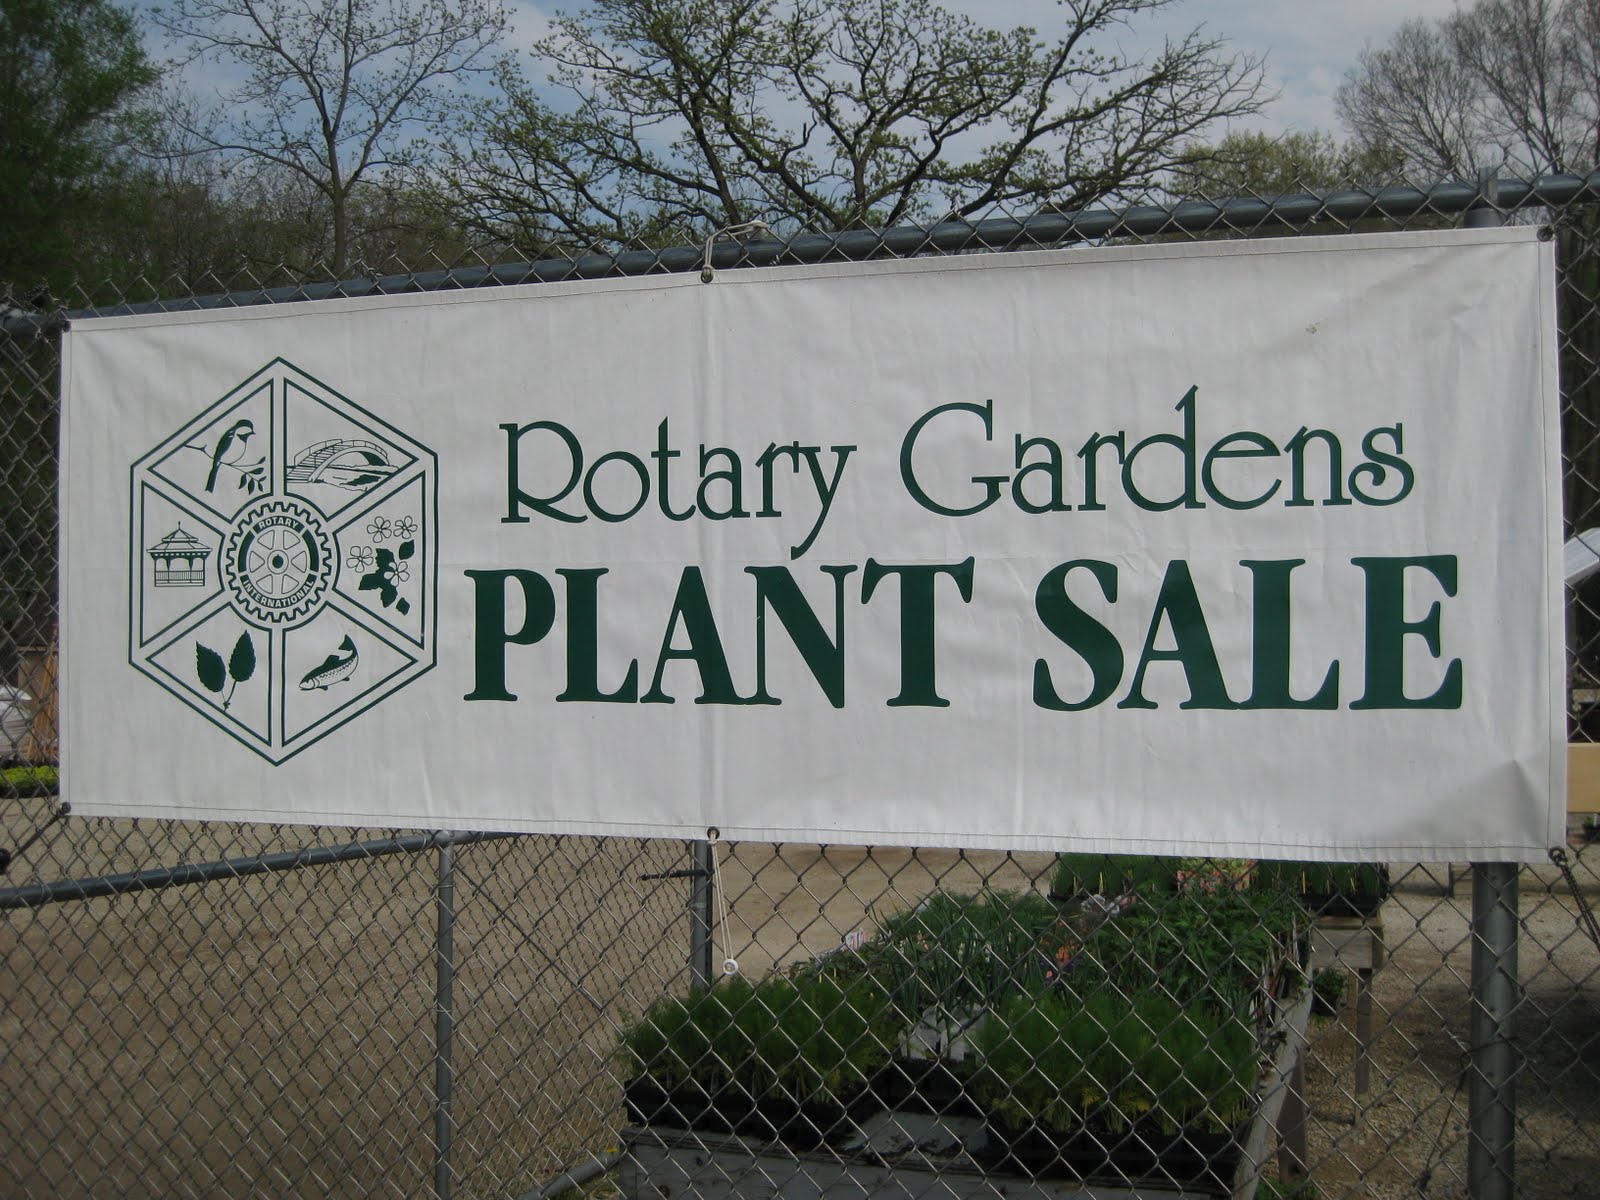 ROTARY
INTERNATIONAL
Rotary Gardens
PLANT SALE